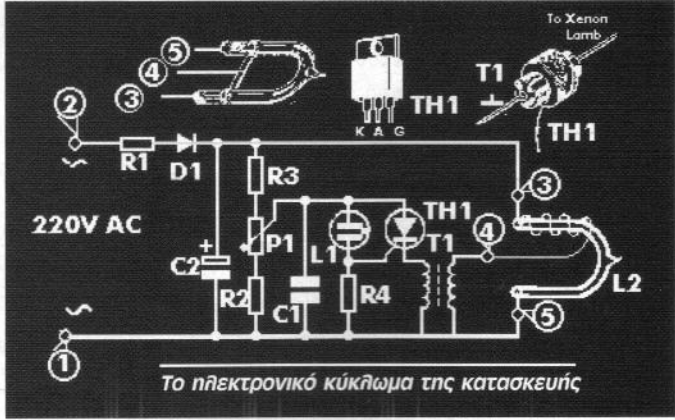 To Xenon
Lamb
5
4
3
T1
TH1
K A G
TH1
2
~
R1
D1
R3
3
220V AC
P1
L1
TH1
T1
4
+
C2
R2
C1
R4
L2
~
1
5
Το ηλεκτρονικό κύκλωμα της κατασκευής